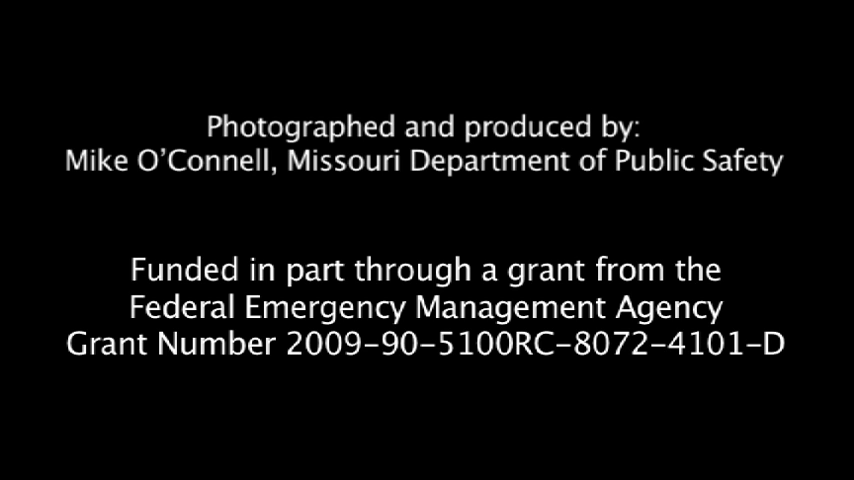 Photographed and produced by:
Mike O’Connell, Missouri Department of Public Safety
Funded in part through a grant from the
Federal Emergency Management Agency
Grant Number 2009-90-5100RC-8072-4101-D